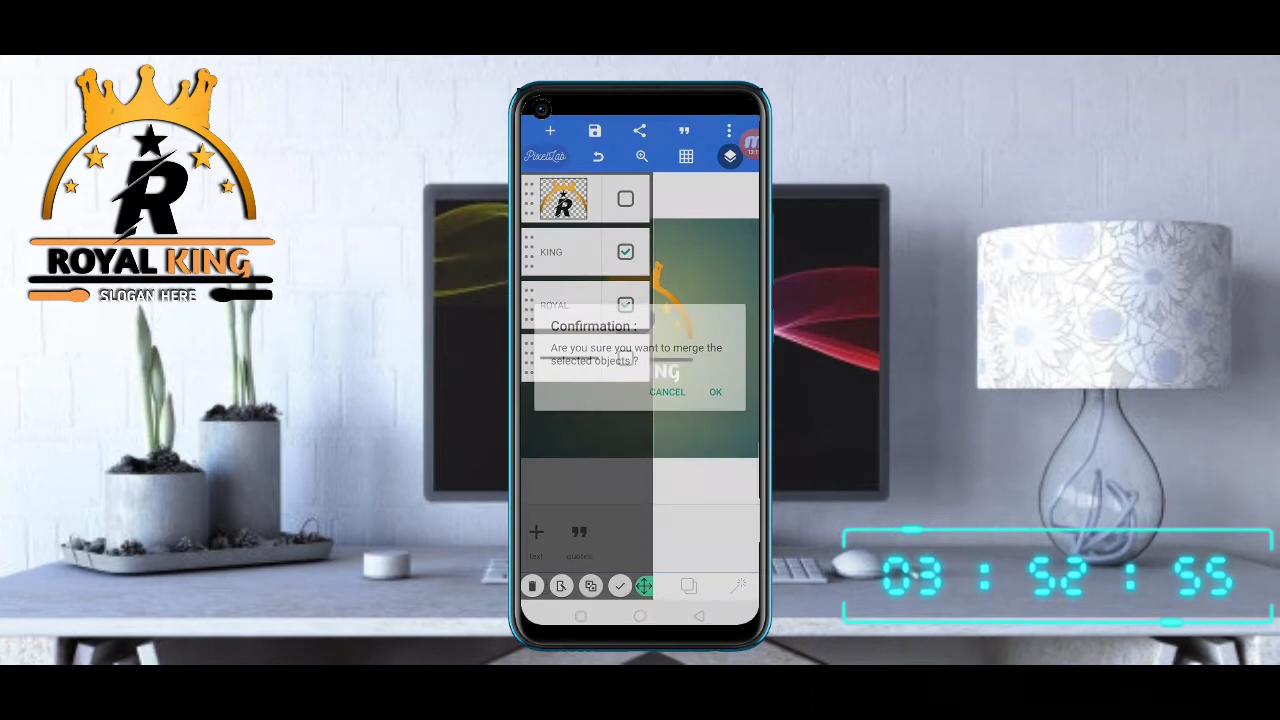 R
ROYAL KING
SLOGAN HERE
PixelLab
KING
ROYAL
Confirmation :
Are you sure you want to merge the
selected objects ?
CANCEL
OK
NG
text
quotes
03 : 52 : 55